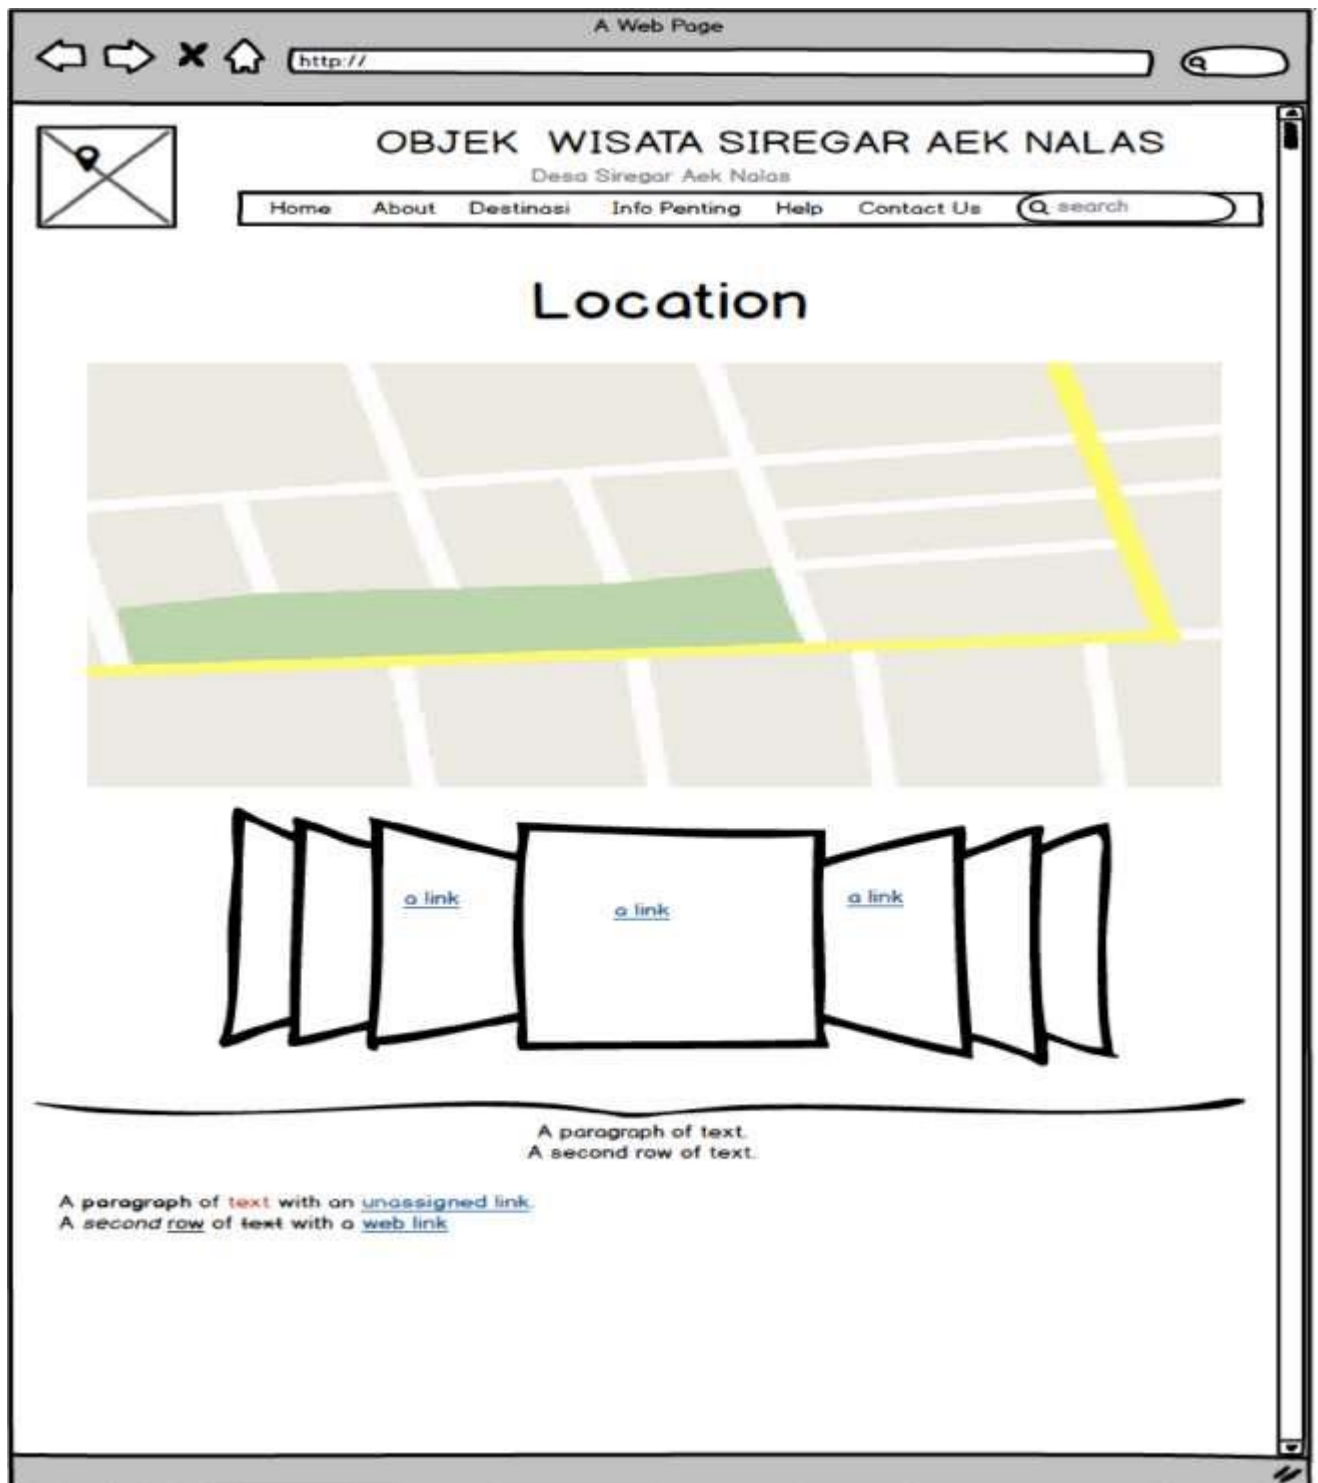 A Web Page
http://
OBJEK WISATA SIREGAR AEK NALAS
Desa Siregar Aek Nalas
Home About Destinasi Info Penting Help Contact Us search
Location
a link a link a link
A paragraph of text.
A second row of text.
A paragraph of text with an unassigned link.
A second row of text with a web link